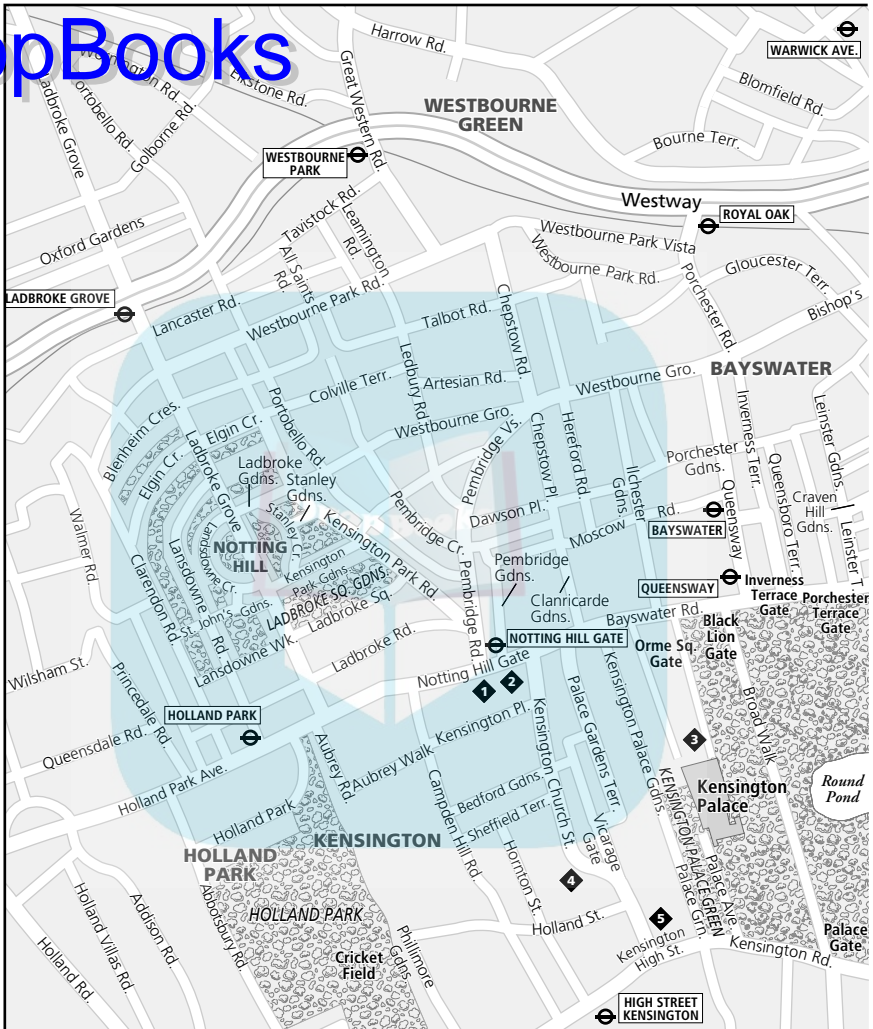 ppBooks
Harrow Rd.
WARWICK AVE.
Great Western Rd.
Elkstone Rd.
Portobello Rd.
Golborne Rd.
Ladbroke Grove
WESTBOURNE
GREEN
Blomfield Rd.
Bourne Terr.
WESTBOURNE
PARK
Westway
ROYAL OAK
Tavistock Rd.
Leamington
Rd.
All Saints
Rd.
Oxford Gardens
Westbourne Park Vista
Westbourne Park Rd.
Gloucester Terr.
Porchester Rd.
Bishop's
LADBROKE GROVE
Lancaster Rd.
Westbourne Park Rd.
Talbot Rd.
Chepstow Rd.
BAYSWATER
Colville Terr.
Ledbury Rd.
Artesian Rd.
Westbourne Gro.
Westbourne Gro.
Portobello Rd.
Blenheim Cres.
Elgin Cr.
Elgin Cr.
Ladbroke Grove
Ladbroke
Gdns.
Stanley
Gdns.
Stanley Cr.
Pembridge Vs.
Chepstow Pl.
Hereford Rd.
Ilchester
Gdns.
Porchester
Gdns.
Inverness Terr.
Queensway
Queensboro Terr.
Leinster Gdns.
Craven
Hill
Gdns.
Leinster T
Pembridge Cr.
Dawson Pl.
Moscow Rd.
BAYSWATER
Kensington Park Rd
Walmer Rd.
NOTTING
HILL
Lansdowne Cr.
Lansdowne Rd
Clarendon Rd.
Kensington
Park Gdns.
LADBROKE SQ. GDNS.
Ladbroke Sq.
St. John's Gdns.
Lansdowne Wk.
Ladbroke Rd.
Pembridge Rd.
Pembridge
Gdns.
Clanricarde
Gdns.
QUEENSWAY
Inverness
Terrace
Gate
Porchester
Terrace
Gate
Bayswater Rd.
Black
Lion
Gate
Orme Sq.
Gate
NOTTING HILL GATE
Notting Hill Gate
1
2
3
Wilsham St.
Princedale Rd.
HOLLAND PARK
Queensdale Rd.
Holland Park Ave.
Holland Park
Aubrey Rd.
Aubrey Walk
Kensington Pl.
Kensington Church St.
Palace Gardens Terr.
Kensington Palace Gdns.
Broad Walk
Kensington
Palace
Round
Pond
KENSINGTON PALACE GREEN
Palace Ave.
Palace Grn.
Campden Hill Rd.
Bedford Gdns.
Sheffield Terr.
Vicarage
Gate
Hornton St.
KENSINGTON
HOLLAND
PARK
HOLLAND PARK
Cricket
Field
4
5
Holland St.
Kensington
High St.
Kensington Rd.
Palace
Gate
Phillimore
Gdns.
Abbotsbury Rd.
Addison Rd.
Holland Villas Rd.
Holland Rd.
HIGH STREET
KENSINGTON